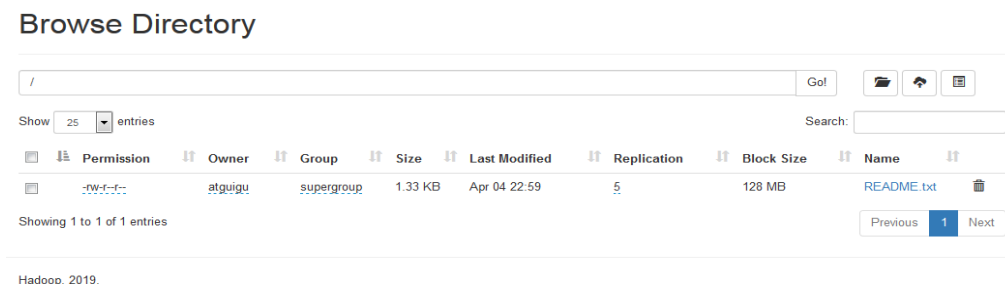 Browse Directory
/ Go!
Show 25 entries Search:
Permission Owner Group Size Last Modified Replication Block Size Name
-rw-r--r-- atguigu supergroup 1.33 KB Apr 04 22:59 5 128 MB README.txt
Showing 1 to 1 of 1 entries Previous 1 Next
Hadoop, 2019.